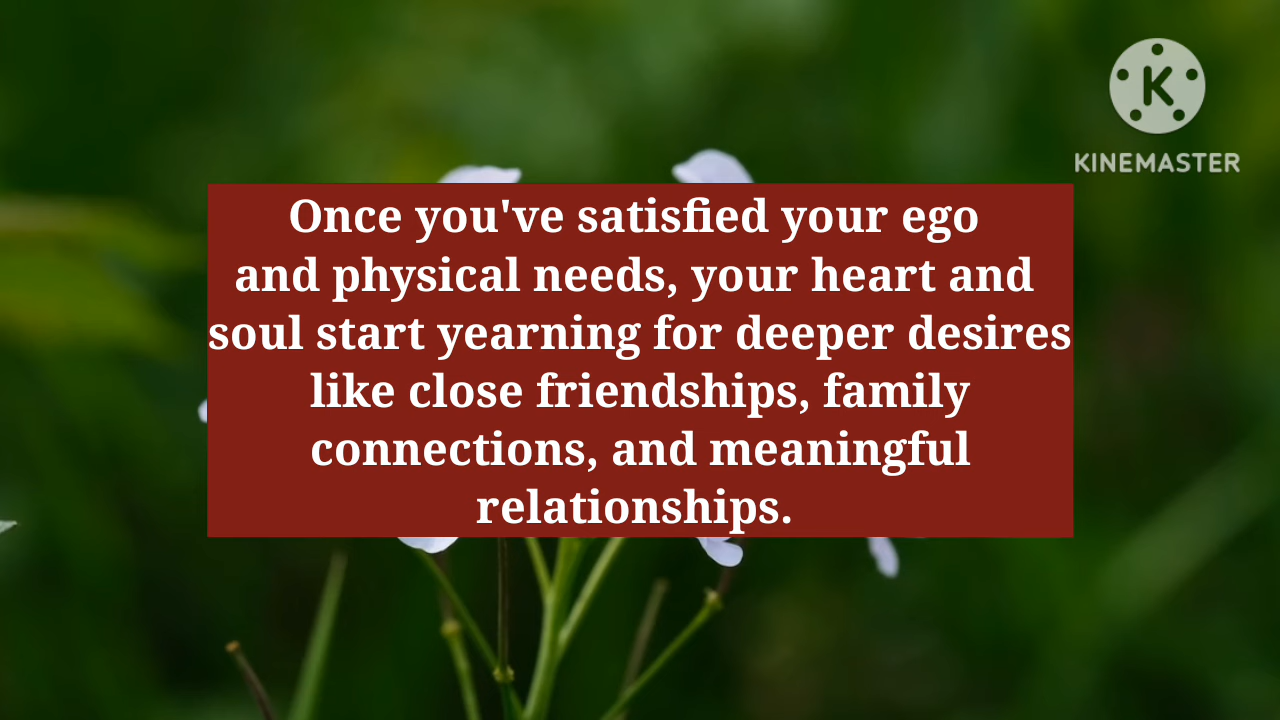 K
KINEMASTER
Once you've satisfied your ego
and physical needs, your heart and
soul start yearning for deeper desires
like close friendships, family
connections, and meaningful
relationships.